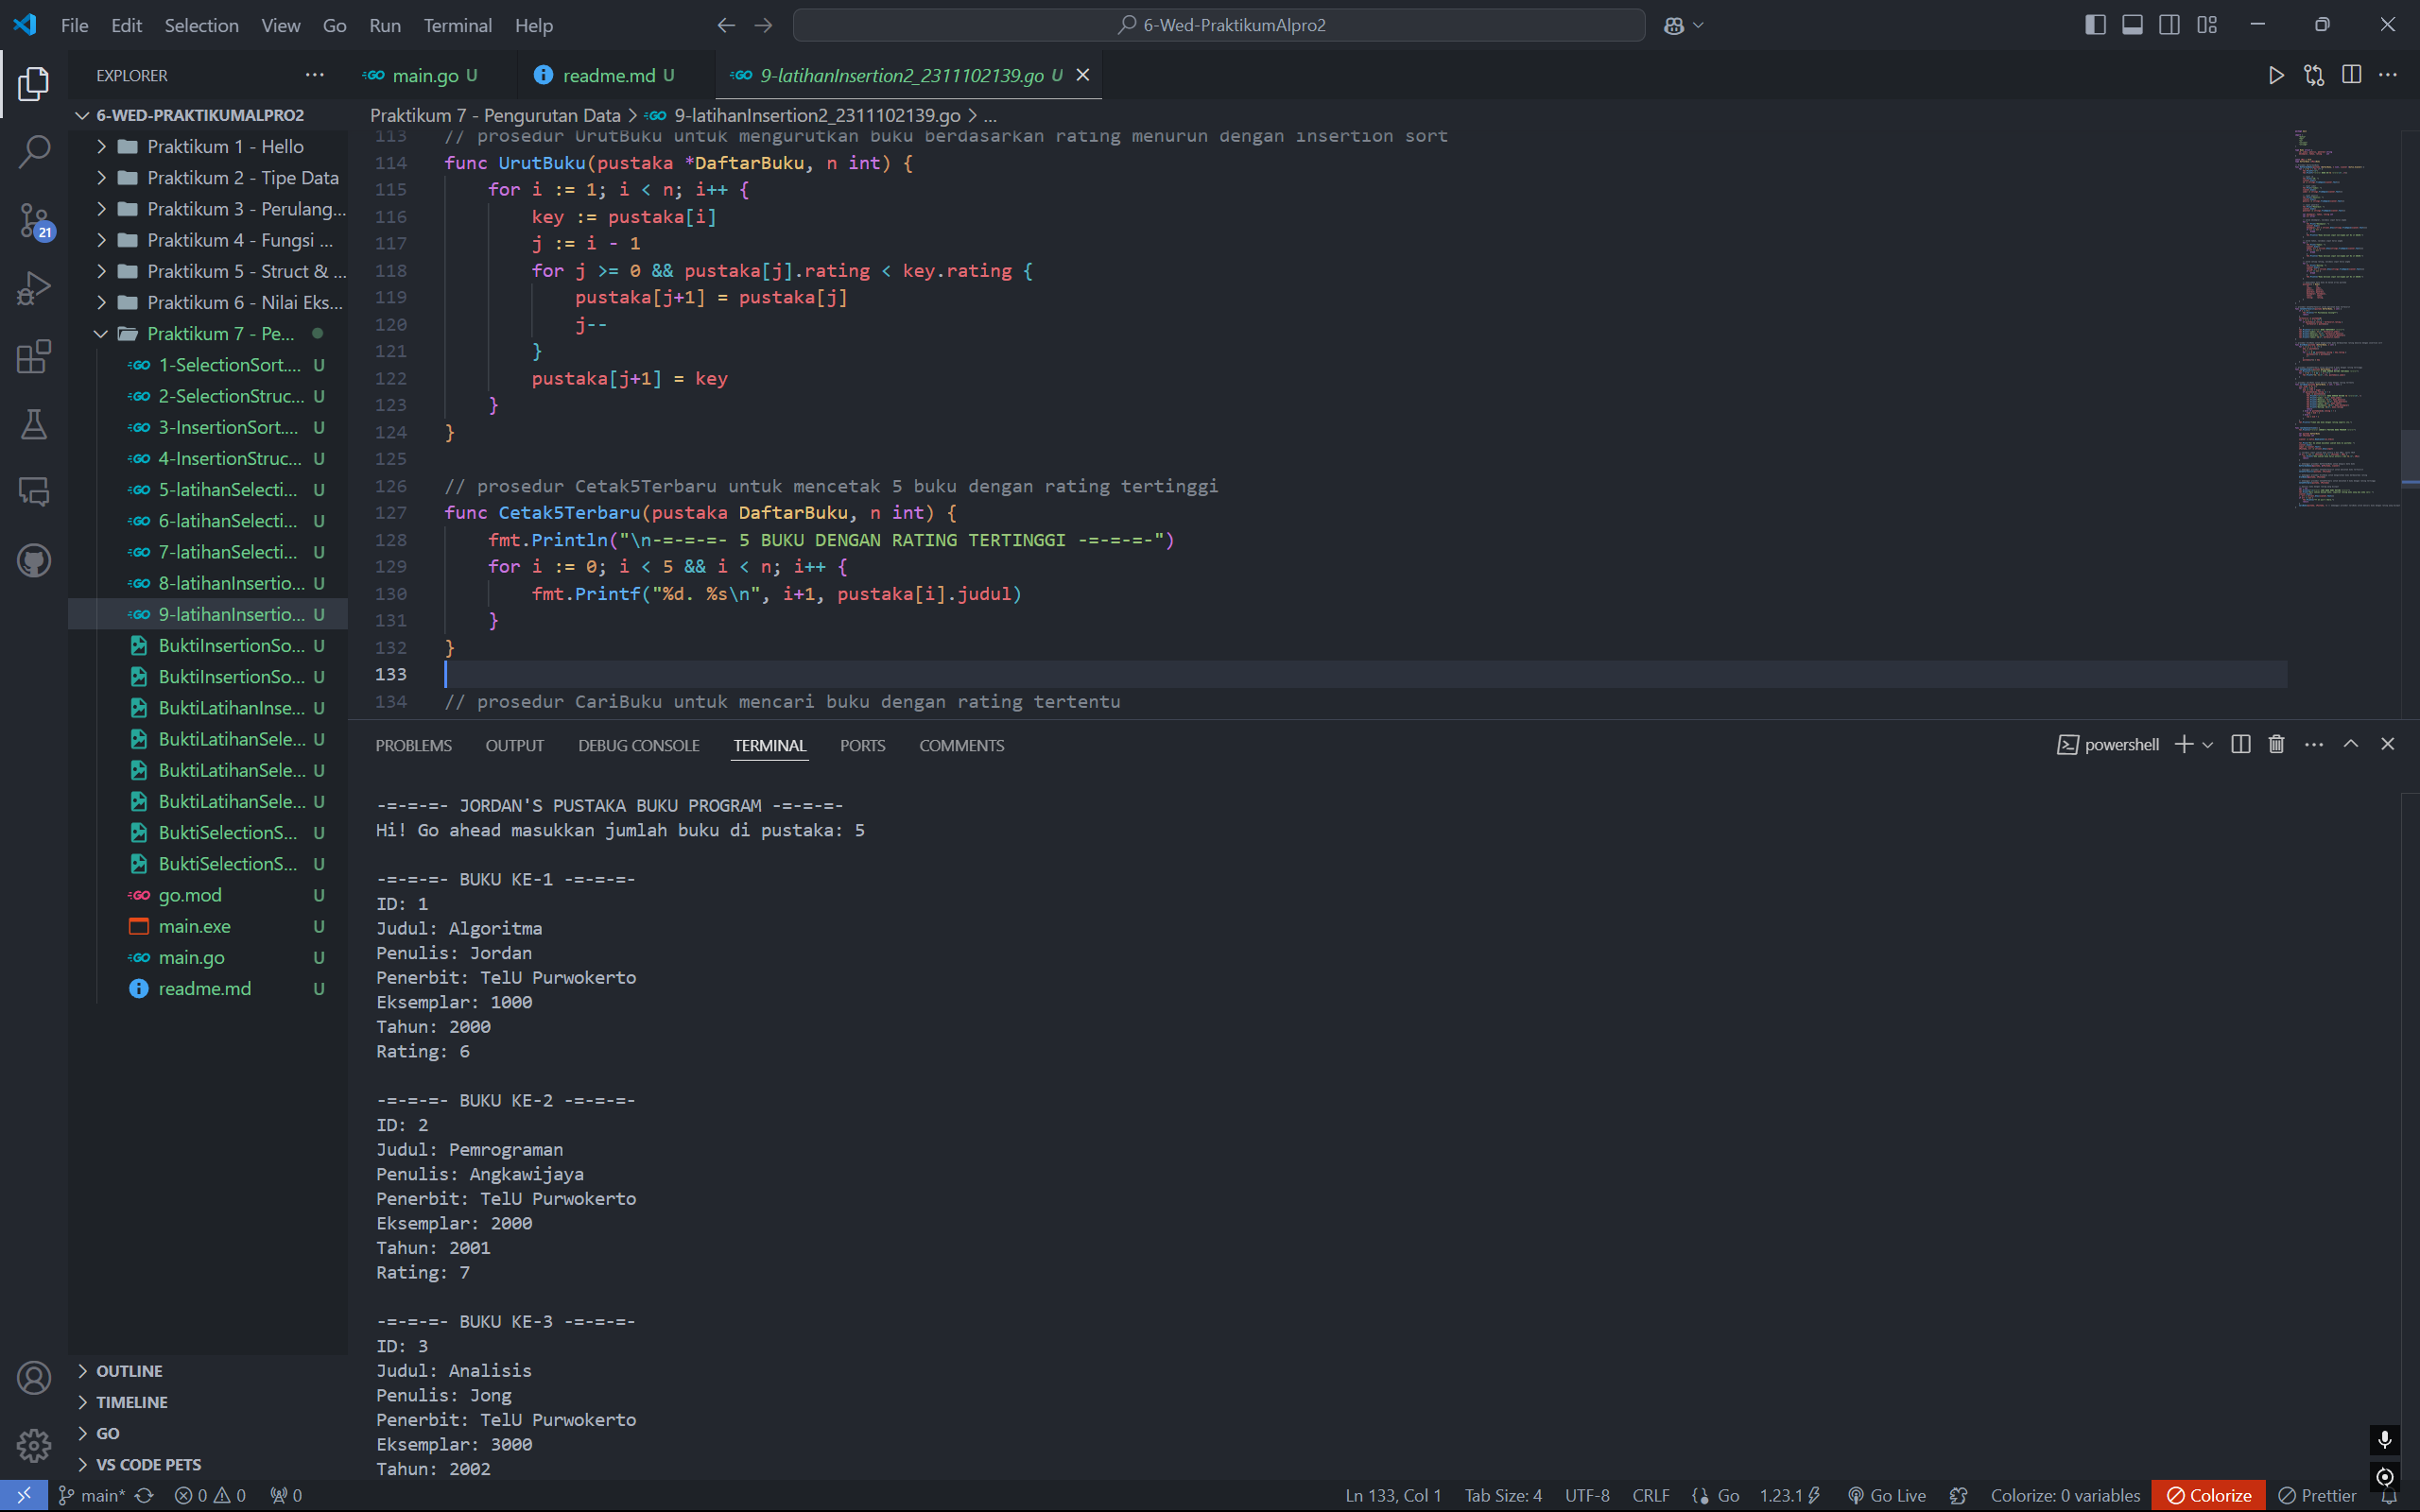 File Edit Selection View Go Run Terminal Help
6-Wed-PraktikumAlpro2
EXPLORER
main.go U
readme.md U
9-latihanInsertion2_2311102139.go U
6-WED-PRAKTIKUMALPRO2
Praktikum 1 - Hello
Praktikum 2 - Tipe Data
Praktikum 3 - Perulang...
Praktikum 4 - Fungsi ...
21
Praktikum 5 - Struct & ...
Praktikum 6 - Nilai Eks...
Praktikum 7 - Pe...
1-SelectionSort.... U
2-SelectionStruc... U
3-InsertionSort.... U
4-InsertionStruc... U
5-latihanSelecti... U
6-latihanSelecti... U
7-latihanSelecti... U
8-latihanInsertio... U
9-latihanInsertio... U
BuktiInsertionSo... U
BuktiInsertionSo... U
BuktiLatihanInse... U
BuktiLatihanSele... U
BuktiLatihanSele... U
BuktiLatihanSele... U
BuktiSelectionS... U
BuktiSelectionS... U
go.mod U
main.exe U
main.go U
readme.md U
OUTLINE
TIMELINE
GO
VS CODE PETS
Praktikum 7 - Pengurutan Data > 9-latihanInsertion2_2311102139.go > ...
113 // prosedur UrutBuku untuk mengurutkan buku berdasarkan rating menurun dengan insertion sort
114 func UrutBuku(pustaka *DaftarBuku, n int) {
115 for i := 1; i < n; i++ {
116 key := pustaka[i]
117 j := i - 1
118 for j >= 0 && pustaka[j].rating < key.rating {
119 pustaka[j+1] = pustaka[j]
120 j--
121 }
122 pustaka[j+1] = key
123 }
124 }
125
126 // prosedur Cetak5Terbaru untuk mencetak 5 buku dengan rating tertinggi
127 func Cetak5Terbaru(pustaka DaftarBuku, n int) {
128 fmt.Println("\n-=-=-=- 5 BUKU DENGAN RATING TERTINGGI -=-=-=-")
129 for i := 0; i < 5 && i < n; i++ {
130 fmt.Printf("%d. %s\n", i+1, pustaka[i].judul)
131 }
132 }
133
134 // prosedur CariBuku untuk mencari buku dengan rating tertentu
PROBLEMS OUTPUT DEBUG CONSOLE TERMINAL PORTS COMMENTS
powershell
-=-=-=- JORDAN'S PUSTAKA BUKU PROGRAM -=-=-=-
Hi! Go ahead masukkan jumlah buku di pustaka: 5
-=-=-=- BUKU KE-1 -=-=-=-
ID: 1
Judul: Algoritma
Penulis: Jordan
Penerbit: TelU Purwokerto
Eksemplar: 1000
Tahun: 2000
Rating: 6
-=-=-=- BUKU KE-2 -=-=-=-
ID: 2
Judul: Pemrograman
Penulis: Angkawijaya
Penerbit: TelU Purwokerto
Eksemplar: 2000
Tahun: 2001
Rating: 7
-=-=-=- BUKU KE-3 -=-=-=-
ID: 3
Judul: Analisis
Penulis: Jong
Penerbit: TelU Purwokerto
Eksemplar: 3000
Tahun: 2002
main* 0 0 0
Ln 133, Col 1 Tab Size: 4 UTF-8 CRLF Go 1.23.1 Go Live Colorize: 0 variables Colorize Prettier